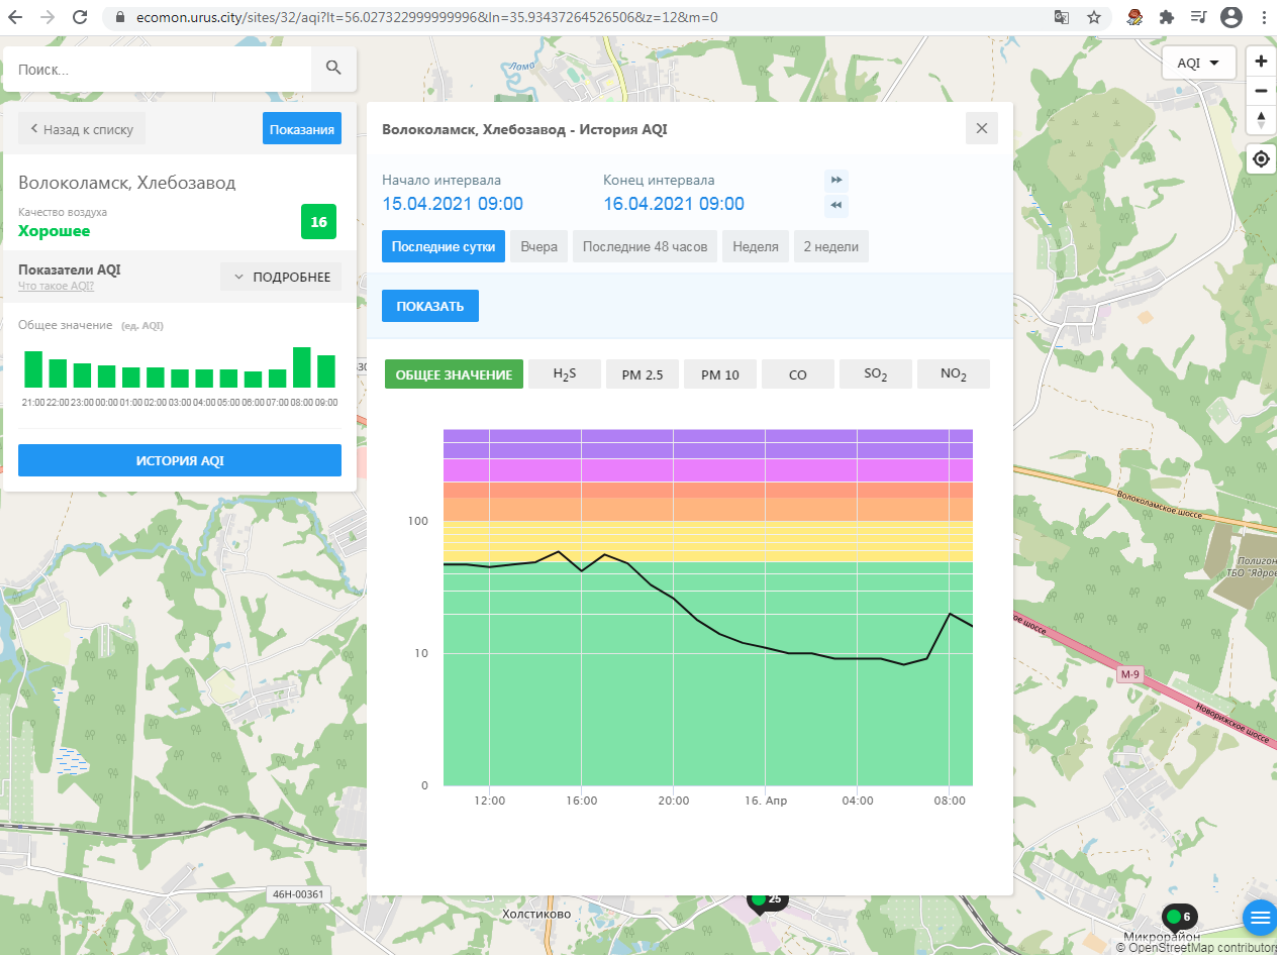 ecomon.urus.city/sites/32/aqi?lt=56.027322999999996&ln=35.93437264526506&z=12&m=0
Поиск...
AQI
Лама
Назад к списку
Показания
Волоколамск, Хлебозавод
Качество воздуха
Хорошее
16
Показатели AQI
Что такое AQI?
ПОДРОБНЕЕ
Общее значение (ед. AQI)
21:00 22:00 23:00 00:00 01:00 02:00 03:00 04:00 05:00 06:00 07:00 08:00 09:00
ИСТОРИЯ AQI
Волоколамск, Хлебозавод - История AQI
Начало интервала
15.04.2021 09:00
Конец интервала
16.04.2021 09:00
Последние сутки
Вчера
Последние 48 часов
Неделя
2 недели
ПОКАЗАТЬ
ОБЩЕЕ ЗНАЧЕНИЕ
H2S
PM 2.5
PM 10
CO
SO2
NO2
100
10
0
12:00
16:00
20:00
16. Апр
04:00
08:00
Волоколамское шоссе
Полигон
ТБО "Ядрое
ое шоссе
М-9
Новорижское шоссе
46Н-00361
Холстиково
25
6
Микрорайон
© OpenStreetMap contributors